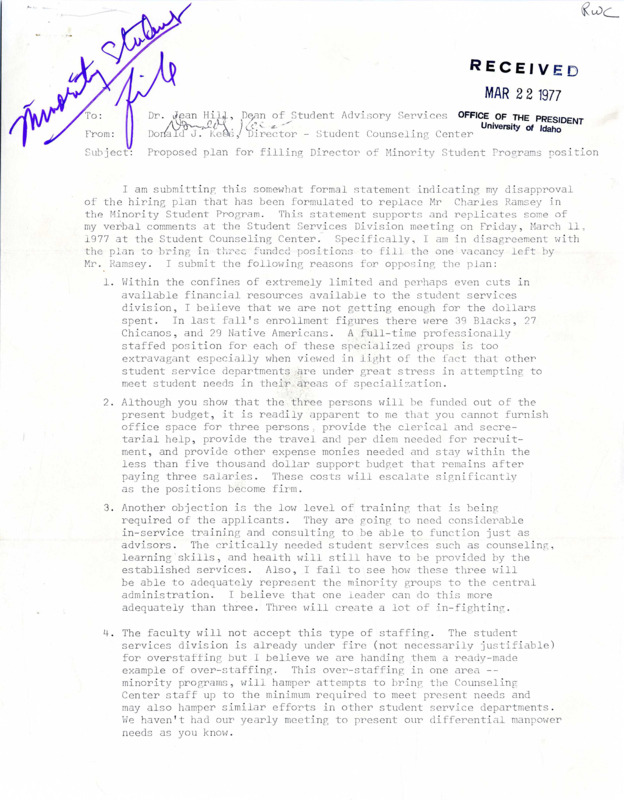 RWC
Minority Student
file
RECEIVED
MAR 22 1977
OFFICE OF THE PRESIDENT
University of Idaho
To: Dr. Jean Hill, Dean of Student Advisory Services
From: Donald J. Kees, Director - Student Counseling Center
Subject: Proposed plan for filling Director of Minority Student Programs position
I am submitting this somewhat formal statement indicating my disapproval
of the hiring plan that has been formulated to replace Mr Charles Ramsey in
the Minority Student Program. This statement supports and replicates some of
my verbal comments at the Student Services Division meeting on Friday, March 11,
1977 at the Student Counseling Center. Specifically, I am in disagreement with
the plan to bring in three funded positions to fill the one vacancy left by
Mr. Ramsey. I submit the following reasons for opposing the plan:
1. Within the confines of extremely limited and perhaps even cuts in
available financial resources available to the student services
division, I believe that we are not getting enough for the dollars
spent. In last fall's enrollment figures there were 39 Blacks, 27
Chicanos, and 29 Native Americans. A full-time professionally
staffed position for each of these specialized groups is too
extravagant especially when viewed in light of the fact that other
student service departments are under great stress in attempting to
meet student needs in their areas of specialization.
2. Although you show that the three persons will be funded out of the
present budget, it is readily apparent to me that you cannot furnish
office space for three persons, provide the clerical and secre-
tarial help, provide the travel and per diem needed for recruit-
ment, and provide other expense monies needed and stay within the
less than five thousand dollar support budget that remains after
paying three salaries. These costs will escalate significantly
as the positions become firm.
3. Another objection is the low level of training that is being
required of the applicants. They are going to need considerable
in-service training and consulting to be able to function just as
advisors. The critically needed student services such as counseling,
learning skills, and health will still have to be provided by the
established services. Also, I fail to see how these three will
be able to adequately represent the minority groups to the central
administration. I believe that one leader can do this more
adequately than three. Three will create a lot of in-fighting.
4. The faculty will not accept this type of staffing. The student
services division is already under fire (not necessarily justifiable)
for overstaffing but I believe we are handing them a ready-made
example of over-staffing. This over-staffing in one area --
minority programs, will hamper attempts to bring the Counseling
Center staff up to the minimum required to meet present needs and
may also hamper similar efforts in other student service departments.
We haven't had our yearly meeting to present our differential manpower
needs as you know.